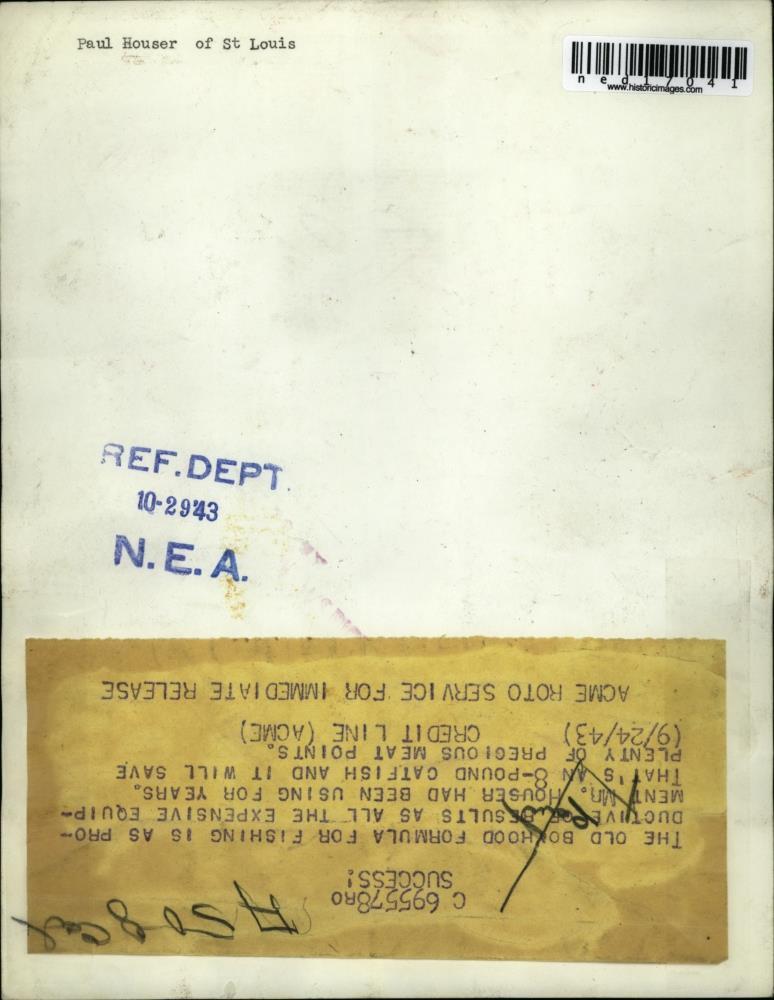 Paul Houser of St Louis
ned17041
www.historicimages.com
REF. DEPT.
10-29'43
N. E. A.
C 695578RO
SUCCESS!
THE OLD BOYHOOD FORMULA FOR FISHING IS AS PRO-
DUCTIVE OF RESULTS AS ALL THE EXPENSIVE EQUIP-
MENT MR. HOUSER HAD BEEN USING FOR YEARS.
THAT'S AN 8-POUND CATFISH AND IT WILL SAVE
PLENTY OF PRECIOUS MEAT POINTS.
(9/24/43) CREDIT LINE (ACME)
ACME ROTO SERVICE FOR IMMEDIATE RELEASE